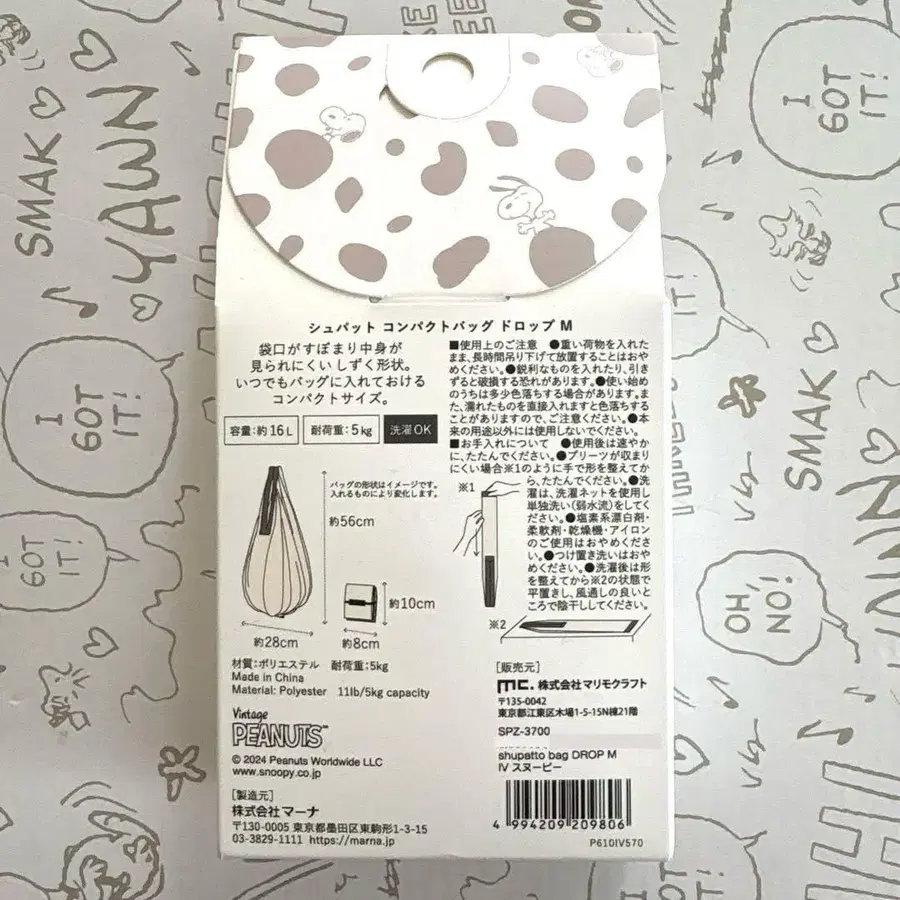 シュパット コンパクトバッグ ドロップ M
袋口がすぼまり中身が
見られにくいしずく形状。
いつでもバッグに入れておける
コンパクトサイズ。
容量:約16L
耐荷重:5kg
洗濯OK
バッグの形状はイメージです。
入れるものにより変化します。
約56cm
約28cm
約10cm
約8cm
材質:ポリエステル 耐荷重:5kg
Made in China
Material: Polyester 11lb/5kg capacity
Vintage
PEANUTS™
© 2024 Peanuts Worldwide LLC
www.snoopy.co.jp
[製造元]
株式会社マーナ
〒130-0005 東京都墨田区東駒形1-3-15
03-3829-1111 https://marna.jp
■使用上のご注意 ●重い荷物を入れた
まま、長時間吊り下げて放置することはおや
めください。●鋭利なものを入れたり、引き
ずると破損する恐れがあります。●使い始め
のうちは多少色落ちする場合があります。ま
た、濡れたものを直接入れますと色落ちする
ことがありますので、ご注意ください。●本
来の用途以外には使用しないでください。
■お手入れについて ●使用後は速やか
に、たたんでください。●プリーツが収まり
にくい場合※1のように手で形を整えてか
ら、たたんでください。●洗
濯は、洗濯ネットを使用し
単独洗い(弱水流)をしてく
ださい。●塩素系漂白剤・
柔軟剤・乾燥機・アイロン
のご使用はおやめくださ
い。●つけ置き洗いはおや
めください。●洗濯後は形
を整えてから※2の状態で
平置きし、風通しの良いと
ころで陰干ししてください。
※1
※2
[販売元]
mc. 株式会社マリモクラフト
〒135-0042
東京都江東区木場1-5-15N棟21階
SPZ-3700
shupatto bag DROP M
IV スヌーピー
4 994209 209806
P610IV570
SMAK
YAWN
I
GOT
IT!
I
GOT
IT!
I
GOT
IT!
I
GOT
IT!
SMAK
OH,
NO!